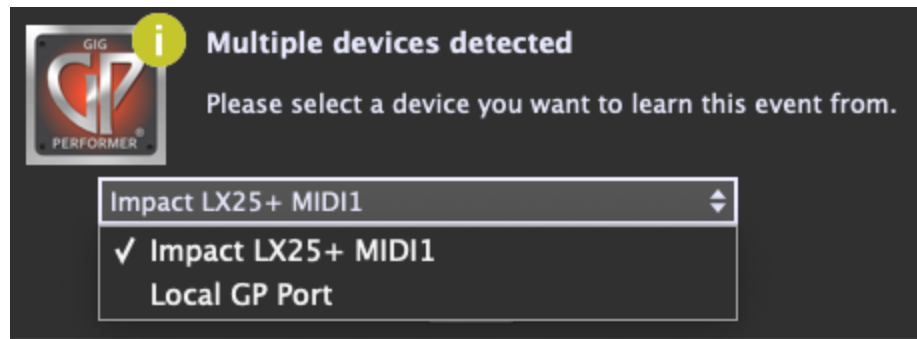 GIG
GP
PERFORMER®
i
Multiple devices detected
Please select a device you want to learn this event from.
Impact LX25+ MIDI1
✓ Impact LX25+ MIDI1
Local GP Port